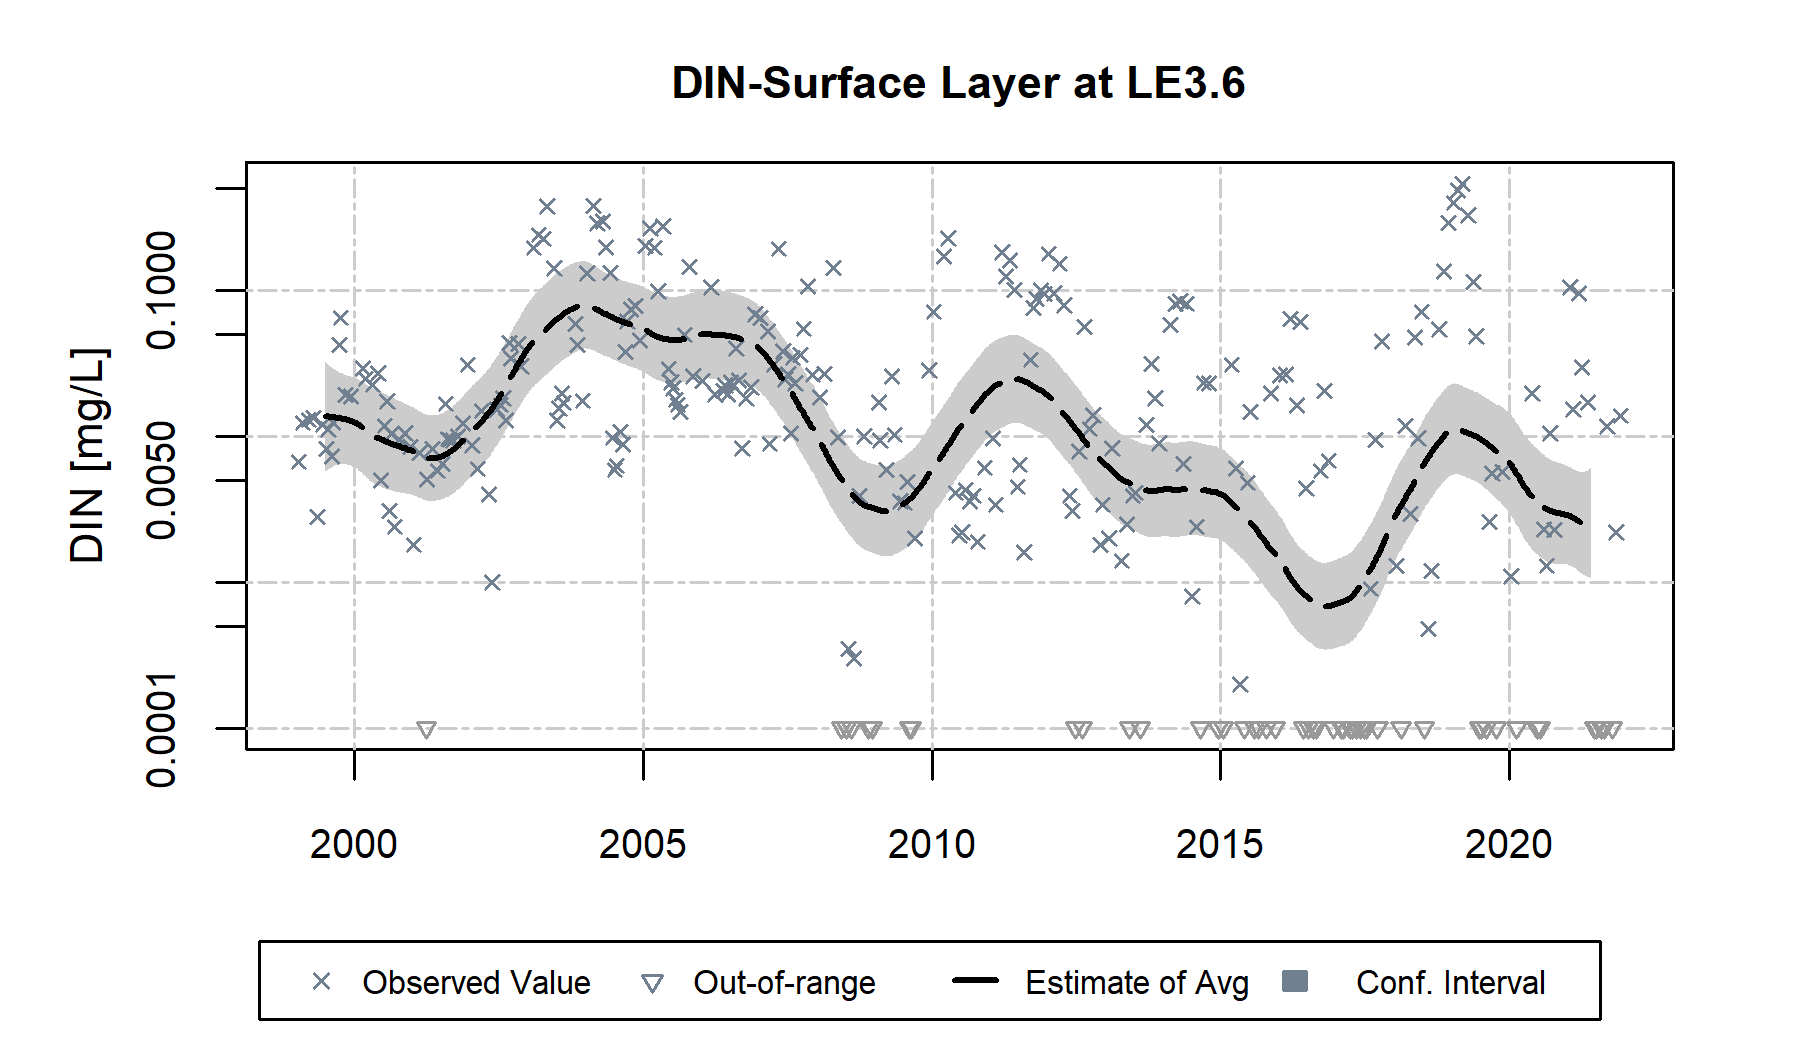 DIN-Surface Layer at LE3.6
DIN [mg/L]
0.1000
0.0050
0.0001
2000 2005 2010 2015 2020
Observed Value Out-of-range Estimate of Avg Conf. Interval